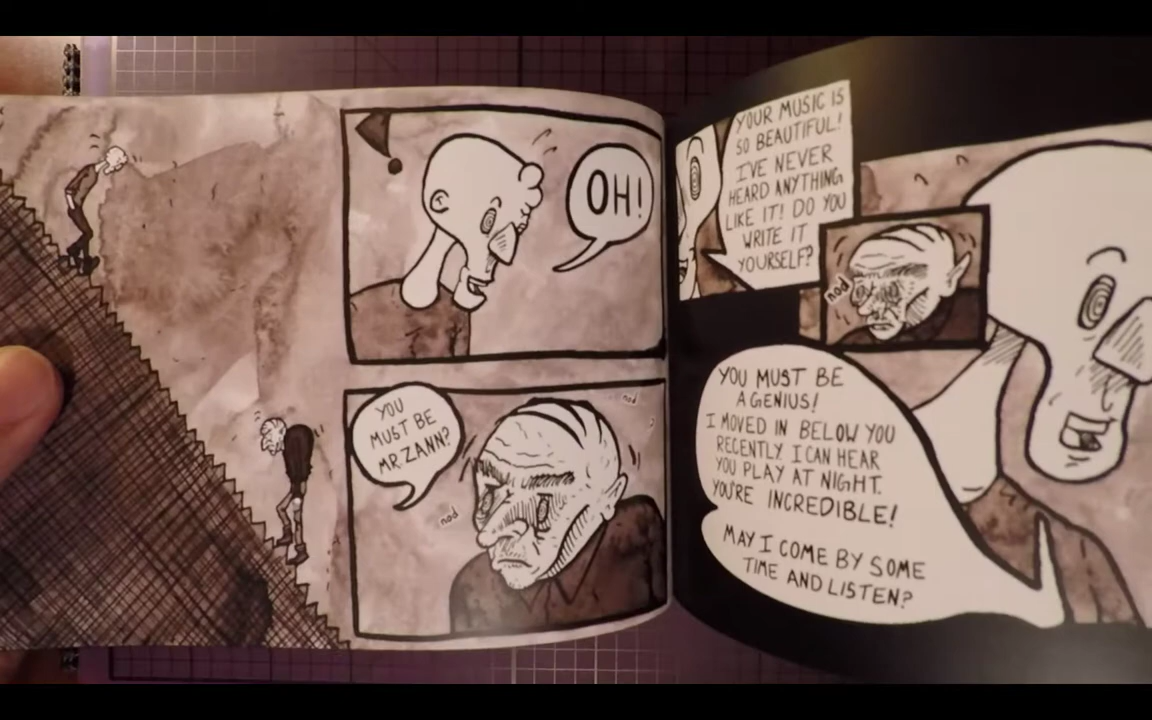 OH!
YOU
MUST BE
MR. ZANN?
nod
nod
YOUR MUSIC IS
SO BEAUTIFUL!
I'VE NEVER
HEARD ANYTHING
LIKE IT! DO YOU
WRITE IT
YOURSELF?
nod
YOU MUST BE
A GENIUS!
I MOVED IN BELOW YOU
RECENTLY. I CAN HEAR
YOU PLAY AT NIGHT.
YOU'RE INCREDIBLE!
MAY I COME BY SOME
TIME AND LISTEN?